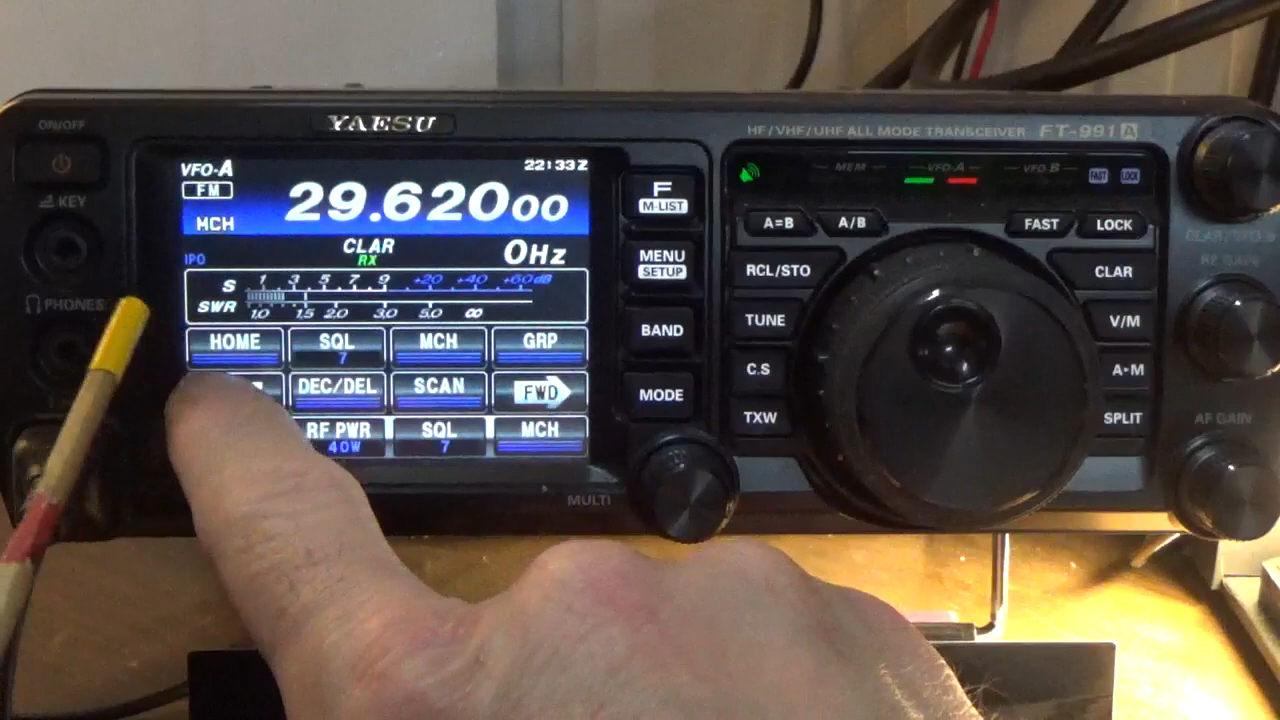 ON/OFF
YAESU
HF/VHF/UHF ALL MODE TRANSCEIVER FT-991A
KEY
PHONES
VFO-A
22:33Z
FM
29.620 00
MCH
CLAR
0Hz
IPO
RX
S 1 3 5 7 9 +20 +40 +60 dB
SWR 1.0 1.5 2.0 3.0 5.0 ∞
HOME
SQL
7
MCH
GRP
DEC/DEL
SCAN
FWD
RF PWR
40W
SQL
7
MCH
F
M-LIST
MENU
SETUP
BAND
MODE
MULTI
MEM
VFO-A
VFO-B
FAST
LOCK
A=B
A/B
FAST
LOCK
RCL/STO
CLAR
TUNE
V/M
C.S
A▸M
TXW
SPLIT
RF GAIN
AF GAIN